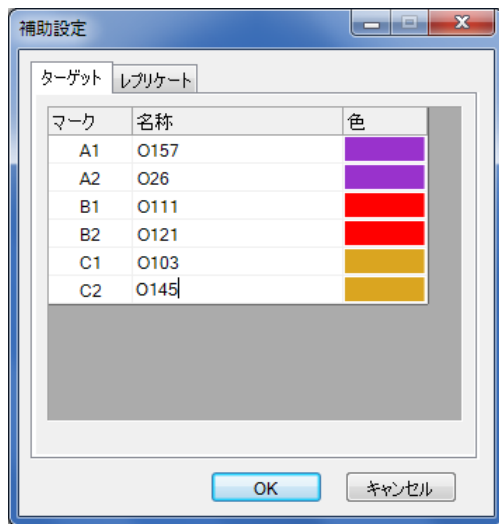 補助設定
ターゲット レプリケート
マーク 名称 色
A1 O157
A2 O26
B1 O111
B2 O121
C1 O103
C2 O145
OK キャンセル